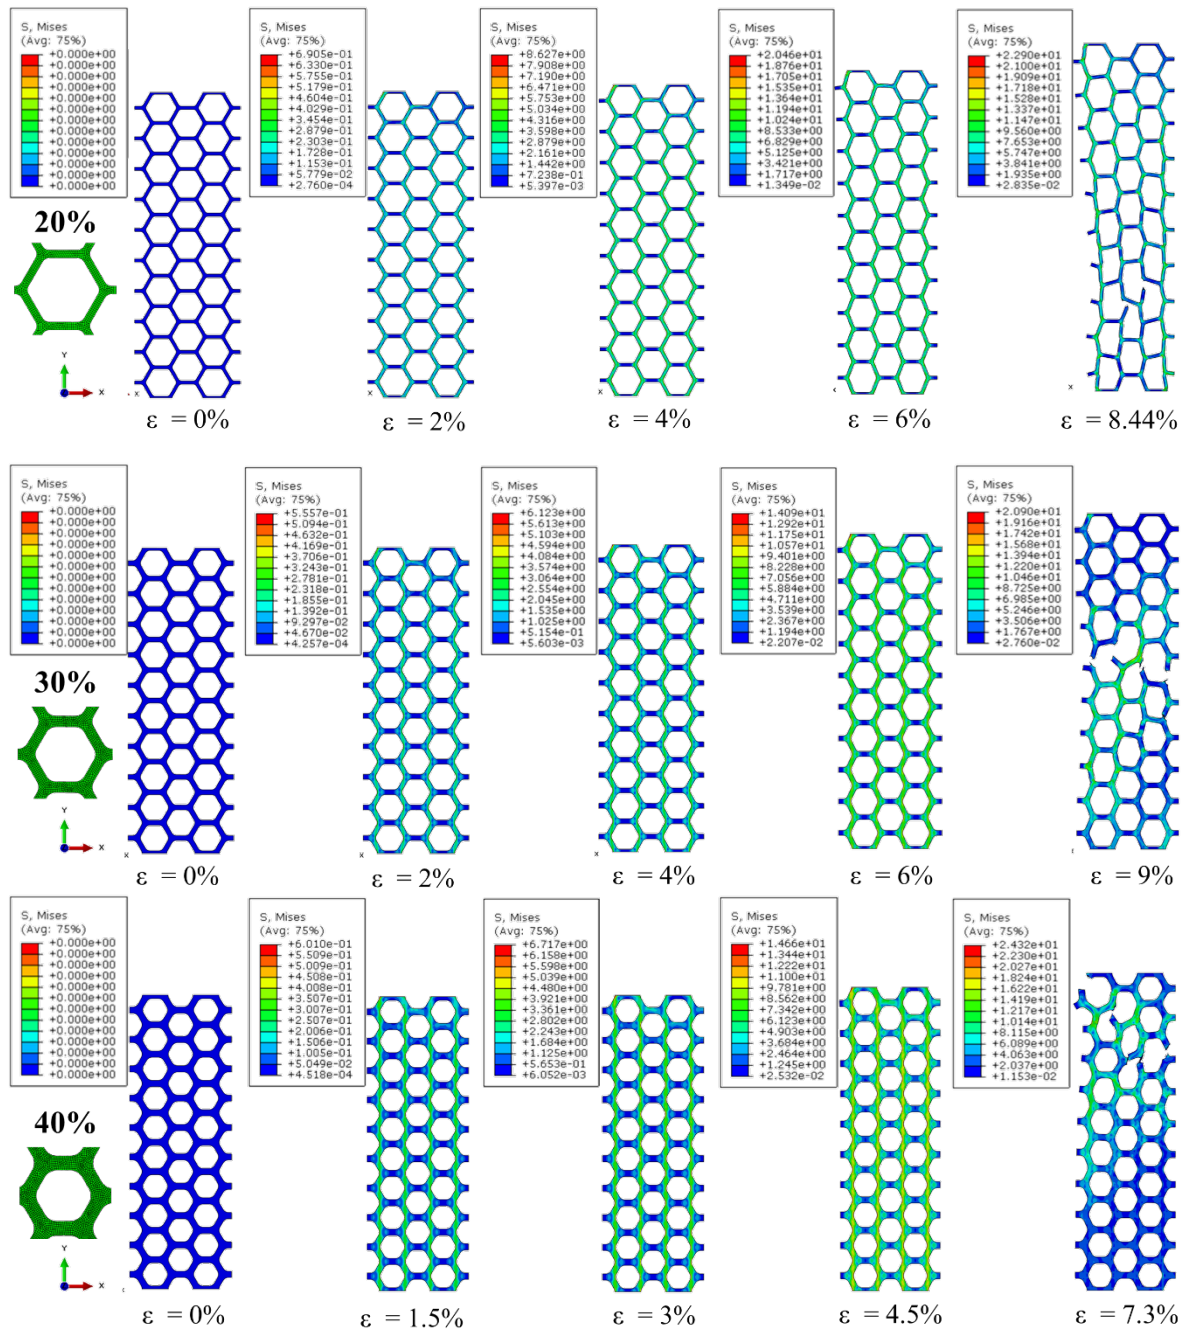 S, Mises
(Avg: 75%)
+0.000e+00
+0.000e+00
+0.000e+00
+0.000e+00
+0.000e+00
+0.000e+00
+0.000e+00
+0.000e+00
+0.000e+00
+0.000e+00
+0.000e+00
+0.000e+00
+0.000e+00
S, Mises
(Avg: 75%)
+6.905e-01
+6.330e-01
+5.755e-01
+5.179e-01
+4.604e-01
+4.029e-01
+3.454e-01
+2.879e-01
+2.303e-01
+1.728e-01
+1.153e-01
+5.779e-02
+2.760e-04
S, Mises
(Avg: 75%)
+8.627e+00
+7.908e+00
+7.190e+00
+6.471e+00
+5.753e+00
+5.034e+00
+4.316e+00
+3.598e+00
+2.879e+00
+2.161e+00
+1.442e+00
+7.238e-01
+5.397e-03
S, Mises
(Avg: 75%)
+2.046e+01
+1.876e+01
+1.705e+01
+1.535e+01
+1.364e+01
+1.194e+01
+1.024e+01
+8.533e+00
+6.829e+00
+5.125e+00
+3.421e+00
+1.717e+00
+1.349e-02
S, Mises
(Avg: 75%)
+2.290e+01
+2.100e+01
+1.909e+01
+1.718e+01
+1.528e+01
+1.337e+01
+1.147e+01
+9.560e+00
+7.653e+00
+5.747e+00
+3.841e+00
+1.935e+00
+2.835e-02
20%
Y
X
x
x
x
x
ε = 0%
ε = 2%
ε = 4%
ε = 6%
ε = 8.44%
S, Mises
(Avg: 75%)
+0.000e+00
+0.000e+00
+0.000e+00
+0.000e+00
+0.000e+00
+0.000e+00
+0.000e+00
+0.000e+00
+0.000e+00
+0.000e+00
+0.000e+00
+0.000e+00
+0.000e+00
S, Mises
(Avg: 75%)
+5.557e-01
+5.094e-01
+4.632e-01
+4.169e-01
+3.706e-01
+3.243e-01
+2.781e-01
+2.318e-01
+1.855e-01
+1.392e-01
+9.297e-02
+4.670e-02
+4.257e-04
S, Mises
(Avg: 75%)
+6.123e+00
+5.613e+00
+5.103e+00
+4.594e+00
+4.084e+00
+3.574e+00
+3.064e+00
+2.554e+00
+2.045e+00
+1.535e+00
+1.025e+00
+5.154e-01
+5.603e-03
S, Mises
(Avg: 75%)
+1.409e+01
+1.292e+01
+1.175e+01
+1.057e+01
+9.401e+00
+8.228e+00
+7.056e+00
+5.884e+00
+4.711e+00
+3.539e+00
+2.367e+00
+1.194e+00
+2.207e-02
S, Mises
(Avg: 75%)
+2.090e+01
+1.916e+01
+1.742e+01
+1.568e+01
+1.394e+01
+1.220e+01
+1.046e+01
+8.725e+00
+6.985e+00
+5.246e+00
+3.506e+00
+1.767e+00
+2.760e-02
30%
Y
X
x
x
x
ε = 0%
ε = 2%
ε = 4%
ε = 6%
ε = 9%
S, Mises
(Avg: 75%)
+0.000e+00
+0.000e+00
+0.000e+00
+0.000e+00
+0.000e+00
+0.000e+00
+0.000e+00
+0.000e+00
+0.000e+00
+0.000e+00
+0.000e+00
+0.000e+00
+0.000e+00
S, Mises
(Avg: 75%)
+6.010e-01
+5.509e-01
+5.009e-01
+4.508e-01
+4.008e-01
+3.507e-01
+3.007e-01
+2.507e-01
+2.006e-01
+1.506e-01
+1.005e-01
+5.049e-02
+4.518e-04
S, Mises
(Avg: 75%)
+6.717e+00
+6.158e+00
+5.598e+00
+5.039e+00
+4.480e+00
+3.921e+00
+3.361e+00
+2.802e+00
+2.243e+00
+1.684e+00
+1.125e+00
+5.653e-01
+6.052e-03
S, Mises
(Avg: 75%)
+1.466e+01
+1.344e+01
+1.222e+01
+1.100e+01
+9.781e+00
+8.562e+00
+7.342e+00
+6.123e+00
+4.903e+00
+3.684e+00
+2.464e+00
+1.245e+00
+2.532e-02
S, Mises
(Avg: 75%)
+2.432e+01
+2.230e+01
+2.027e+01
+1.824e+01
+1.622e+01
+1.419e+01
+1.217e+01
+1.014e+01
+8.115e+00
+6.089e+00
+4.063e+00
+2.037e+00
+1.153e-02
40%
Y
X
ε = 0%
ε = 1.5%
ε = 3%
ε = 4.5%
ε = 7.3%